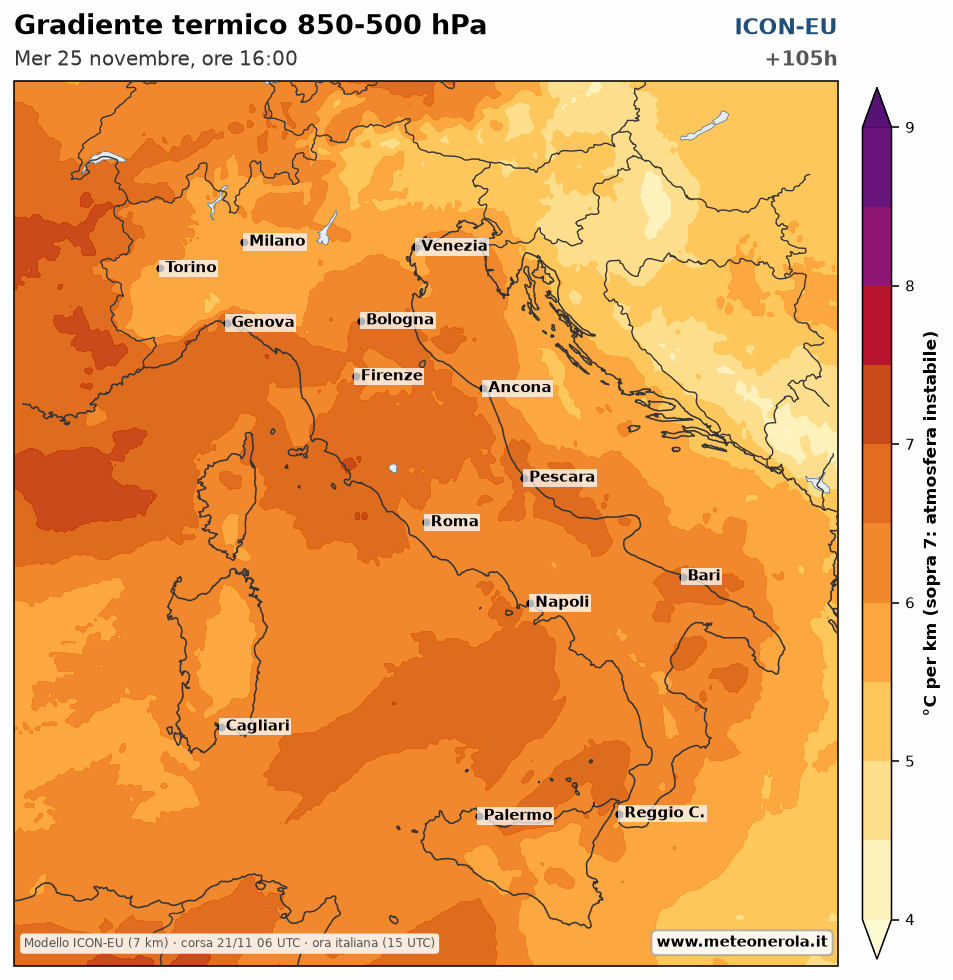 Gradiente termico 850-500 hPa
ICON-EU
Mer 25 novembre, ore 16:00
+105h
9
8
7
6
5
4
°C per km (sopra 7: atmosfera instabile)
Milano
Venezia
Torino
Genova
Bologna
Firenze
Ancona
Pescara
Roma
Bari
Napoli
Cagliari
Palermo
Reggio C.
Modello ICON-EU (7 km) · corsa 21/11 06 UTC · ora italiana (15 UTC)
www.meteonerola.it